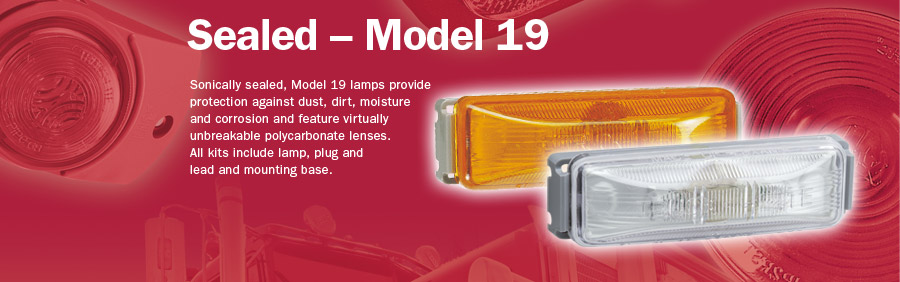 Sealed – Model 19
Sonically sealed, Model 19 lamps provide
protection against dust, dirt, moisture
and corrosion and feature virtually
unbreakable polycarbonate lenses.
All kits include lamp, plug and
lead and mounting base.